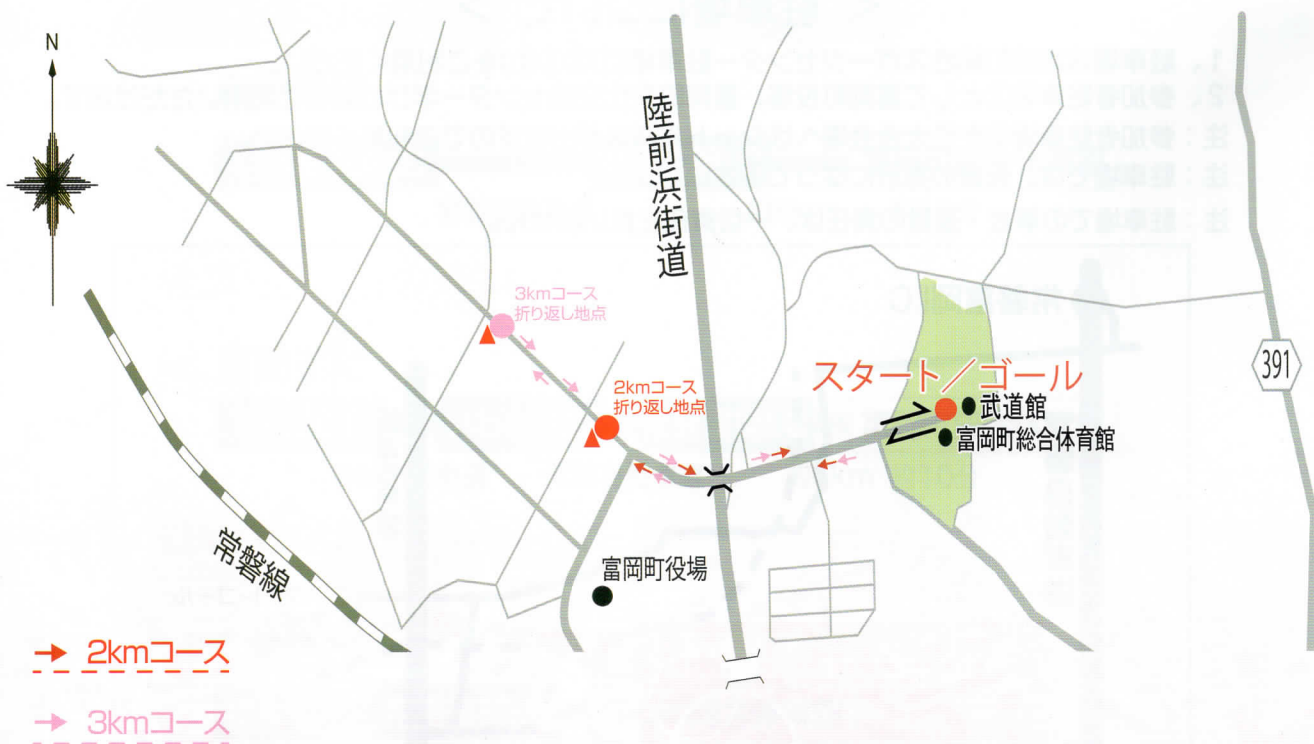 N
陸前浜街道
3kmコース
折り返し地点
391
スタート/ゴール
2kmコース
折り返し地点
武道館
富岡町総合体育館
常磐線
富岡町役場
2kmコース
3kmコース